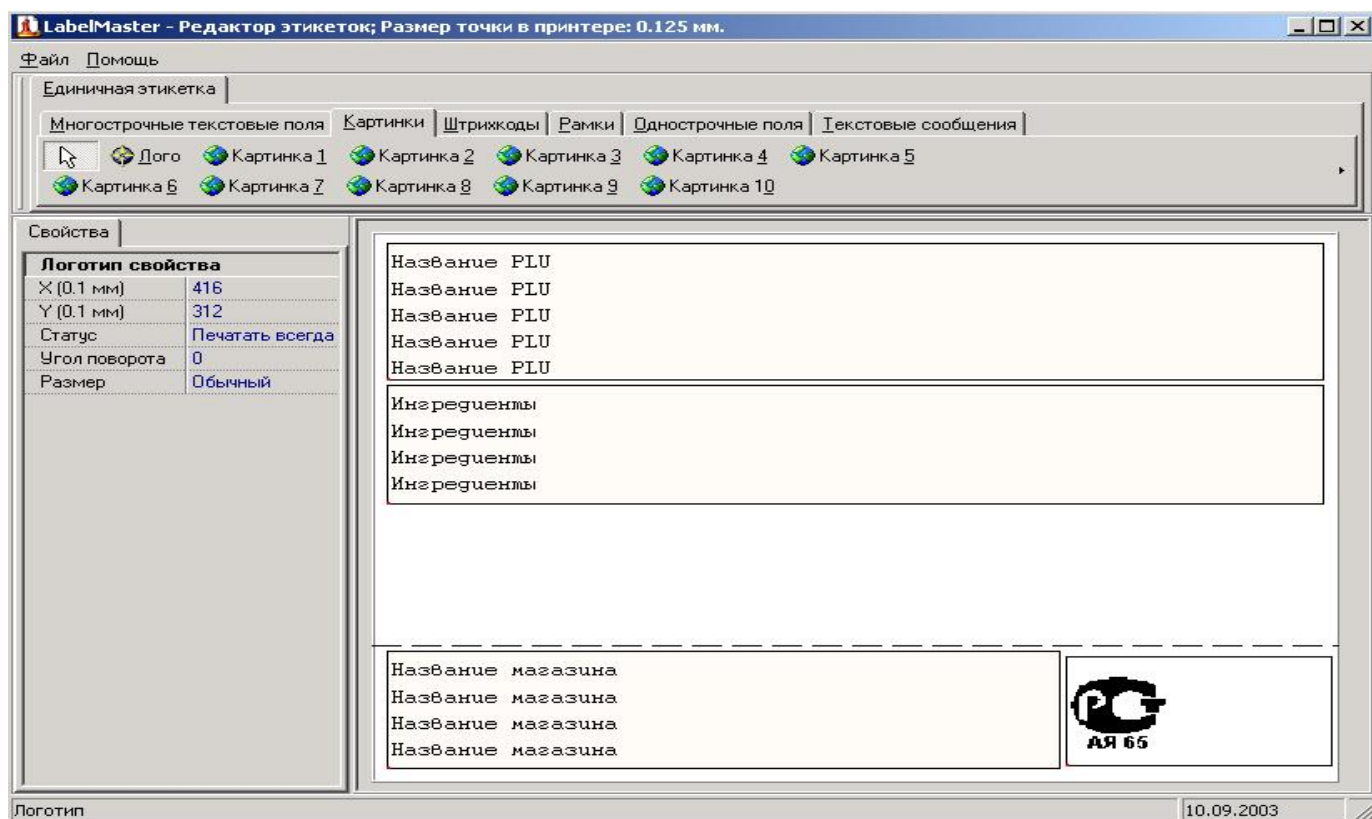 LabelMaster - Редактор этикеток; Размер точки в принтере: 0.125 мм.
Файл Помощь
Единичная этикетка
Многострочные текстовые поля Картинки Штрихкоды Рамки Однострочные поля Текстовые сообщения
Лого Картинка 1 Картинка 2 Картинка 3 Картинка 4 Картинка 5
Картинка 6 Картинка 7 Картинка 8 Картинка 9 Картинка 10
Свойства
Логотип свойства
X (0.1 мм) 416
Y (0.1 мм) 312
Статус Печатать всегда
Угол поворота 0
Размер Обычный
Название PLU
Название PLU
Название PLU
Название PLU
Название PLU
Ингредиенты
Ингредиенты
Ингредиенты
Ингредиенты
Название магазина
Название магазина
Название магазина
Название магазина
РСТ
АЯ 65
Логотип
10.09.2003